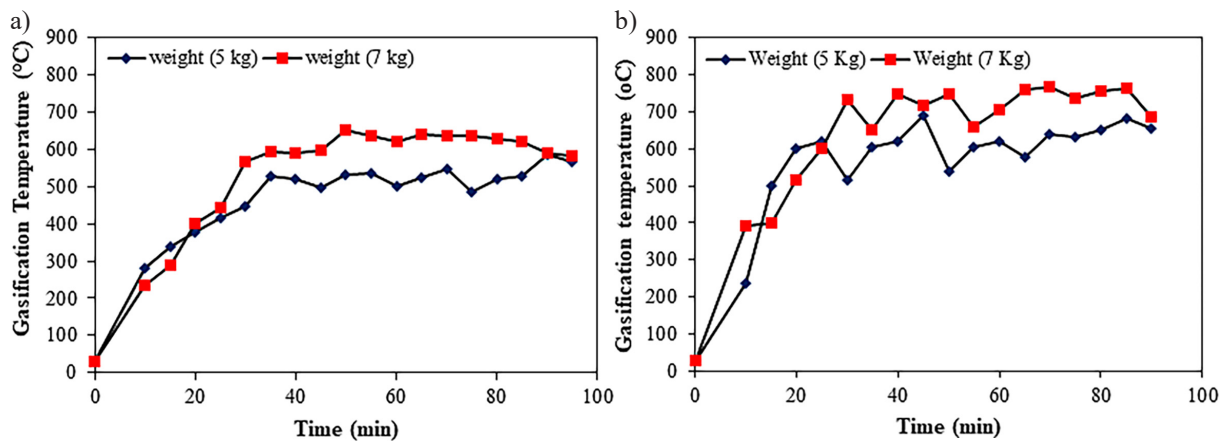 a)
Gasification Temperature (°C)
900
800
700
600
500
400
300
200
100
0
weight (5 kg) weight (7 kg)
0 20 40 60 80 100
Time (min)
b)
Gasification temperature (oC)
900
800
700
600
500
400
300
200
100
0
Weight (5 Kg) Weight (7 Kg)
0 20 40 60 80 100
Time (min)